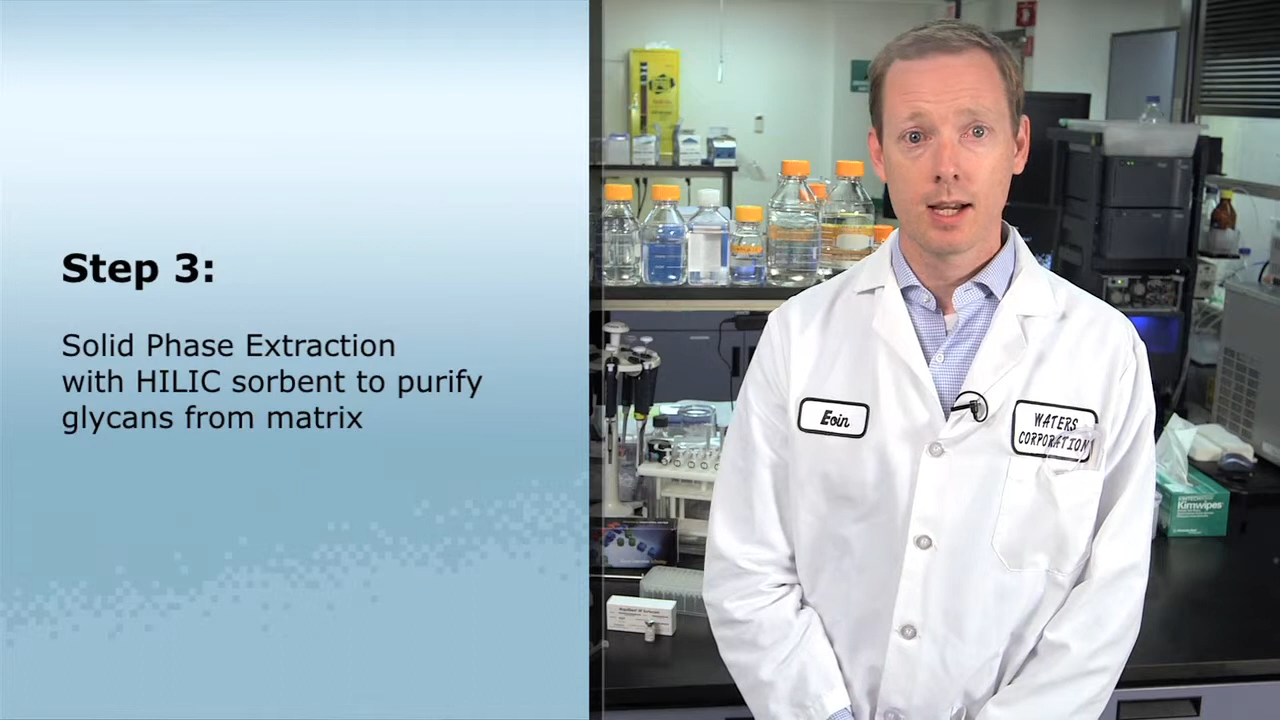 Step 3:
Solid Phase Extraction
with HILIC sorbent to purify
glycans from matrix
Eoin
WATERS
CORPORATION
Kimwipes